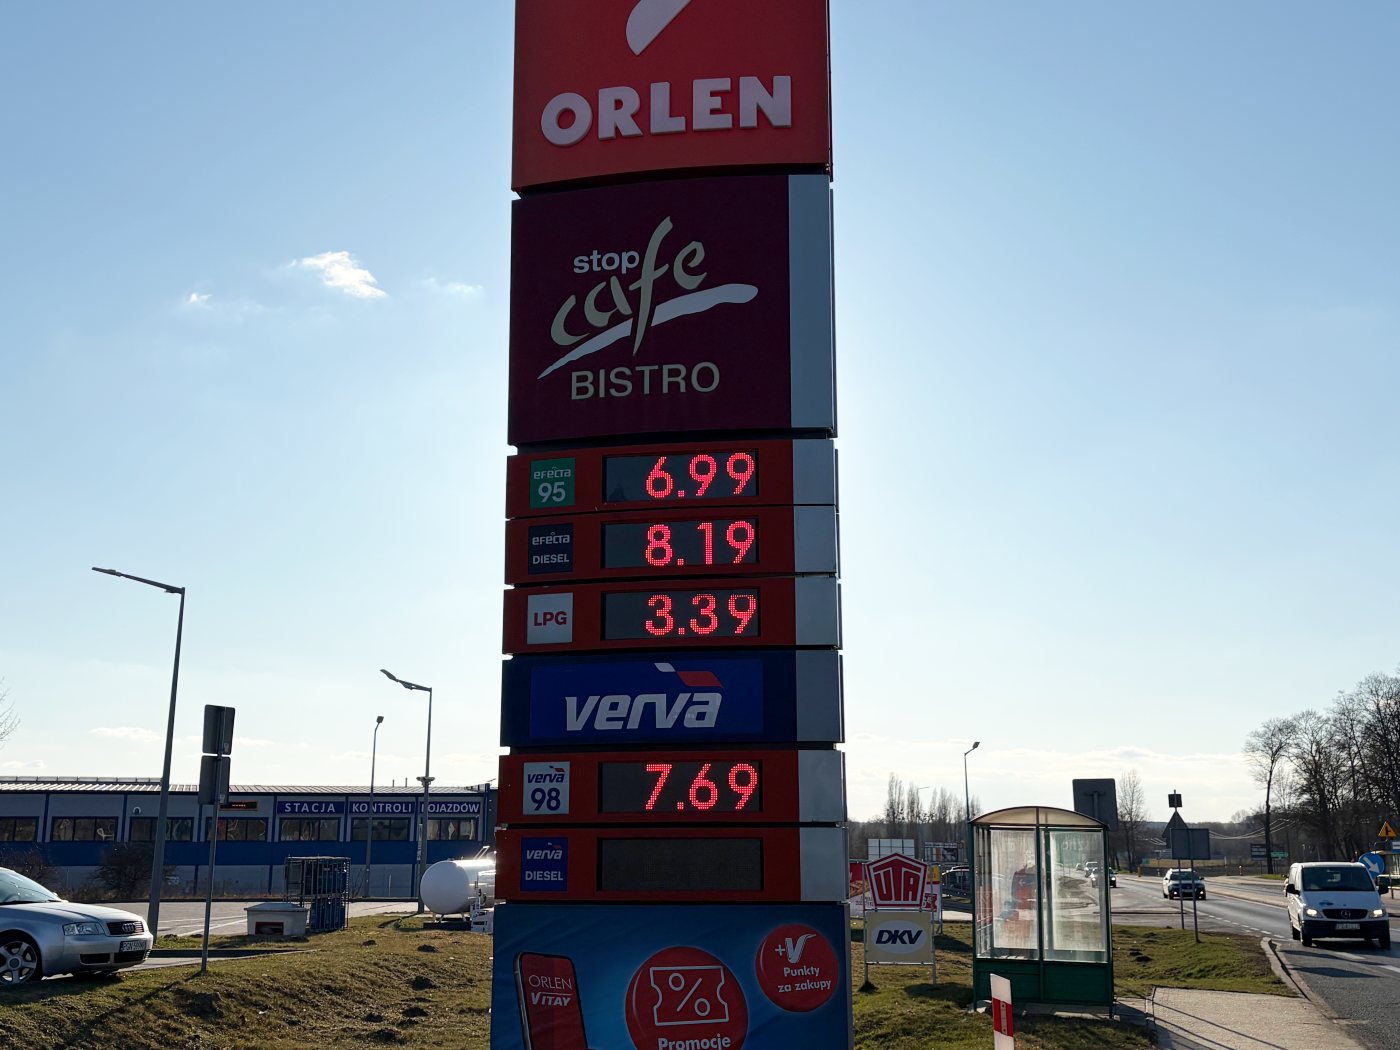 ORLEN
stop
cafe
BISTRO
efecta
95
6.99
efecta
DIESEL
8.19
LPG
3.39
verva
verva
98
7.69
verva
DIESEL
STACJA KONTROLI POJAZDÓW
ORLEN
VITAY
+V
Punkty
za zakupy
Promocje
DKV